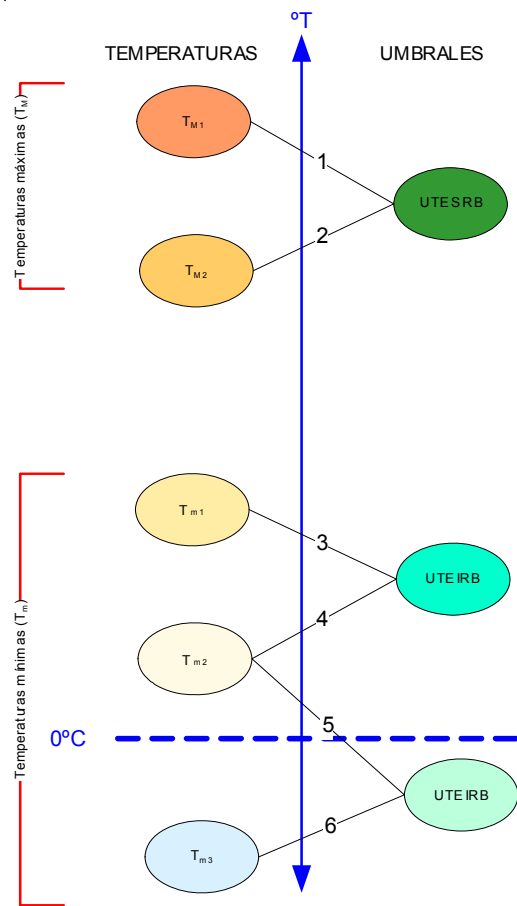 ºT
TEMPERATURAS
UMBRALES
Temperaturas máximas (TM)
TM1
1
UTESRB
2
TM2
Temperaturas mínimas (Tm)
Tm1
3
UTEIRB
4
Tm2
5
0ºC
UTEIRB
6
Tm3